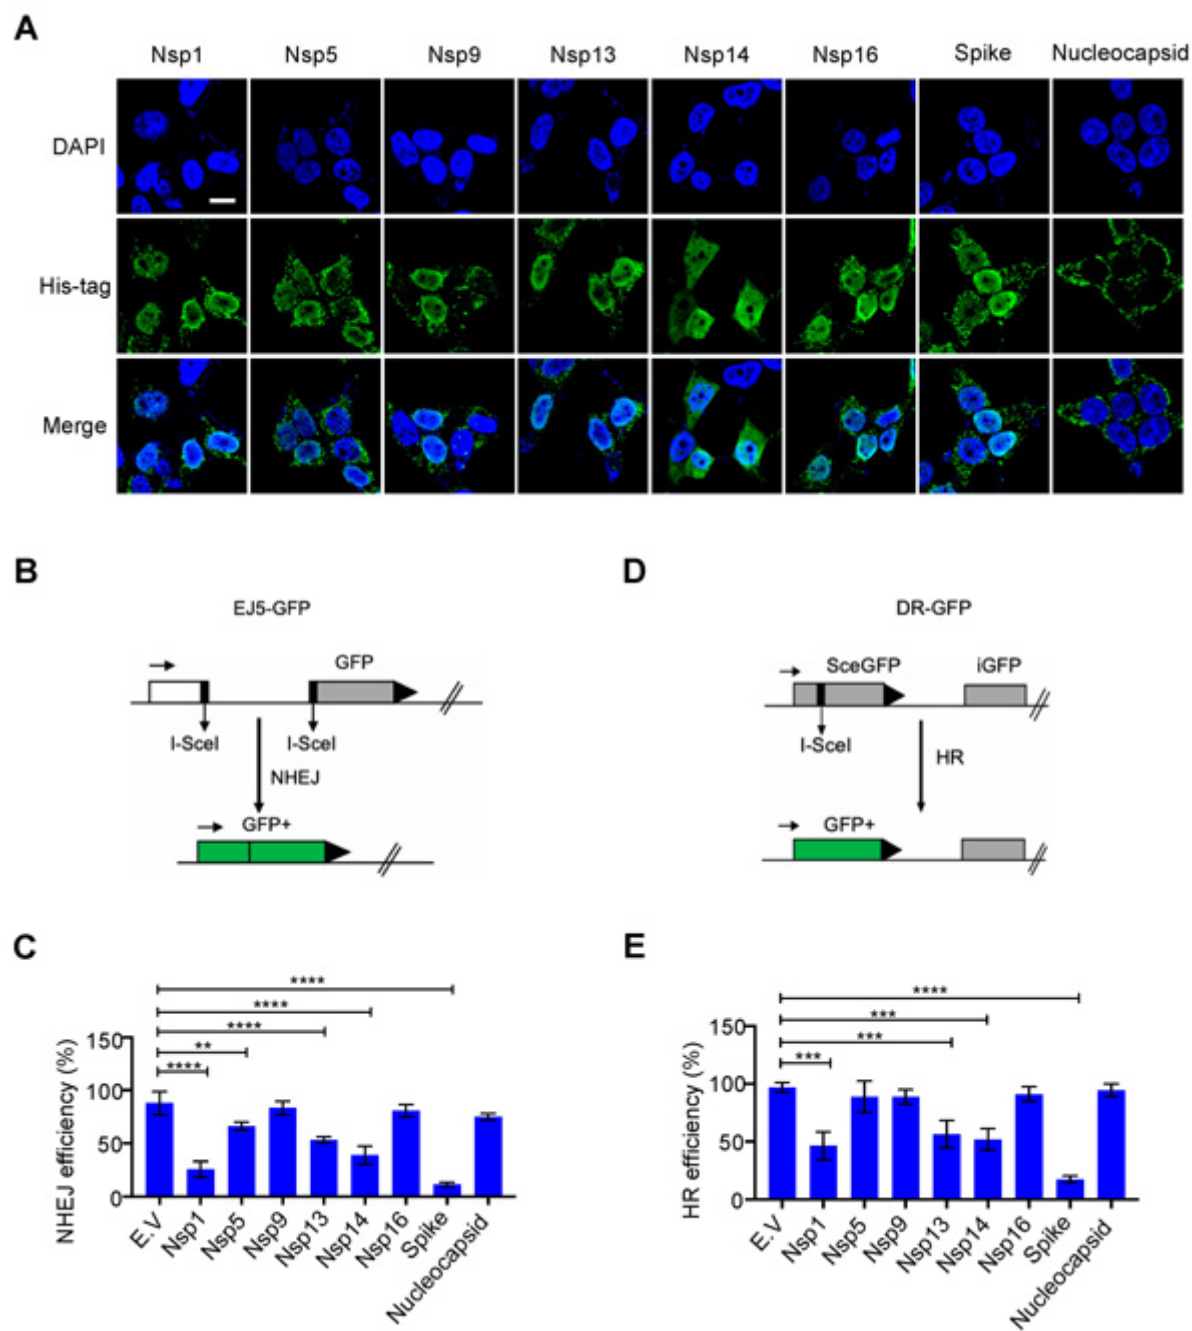 A
Nsp1 Nsp5 Nsp9 Nsp13 Nsp14 Nsp16 Spike Nucleocapsid
DAPI
His-tag
Merge
B
EJ5-GFP
GFP
I-SceI I-SceI
NHEJ
GFP+
D
DR-GFP
SceGFP iGFP
I-SceI
HR
GFP+
C
****
****
****
**
****
NHEJ efficiency (%)
150
100
50
0
E.V Nsp1 Nsp5 Nsp9 Nsp13 Nsp14 Nsp16 Spike Nucleocapsid
E
****
***
***
***
HR efficiency (%)
150
100
50
0
E.V Nsp1 Nsp5 Nsp9 Nsp13 Nsp14 Nsp16 Spike Nucleocapsid